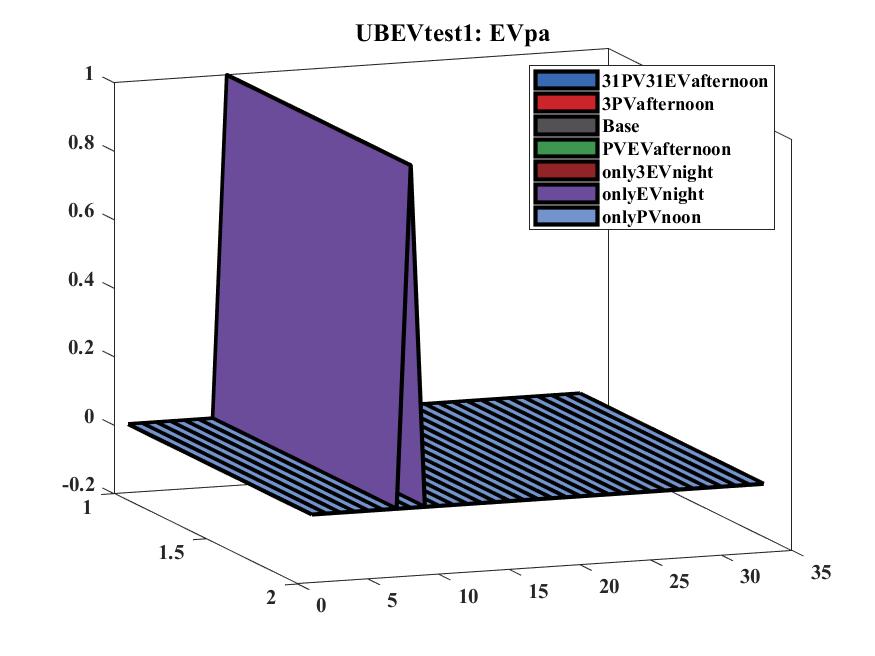 UBEVtest1: EVpa
31PV31EVafternoon
3PVafternoon
Base
PVEVafternoon
only3EVnight
onlyEVnight
onlyPVnoon
1
0.8
0.6
0.4
0.2
0
-0.2
1
1.5
2
0
5
10
15
20
25
30
35